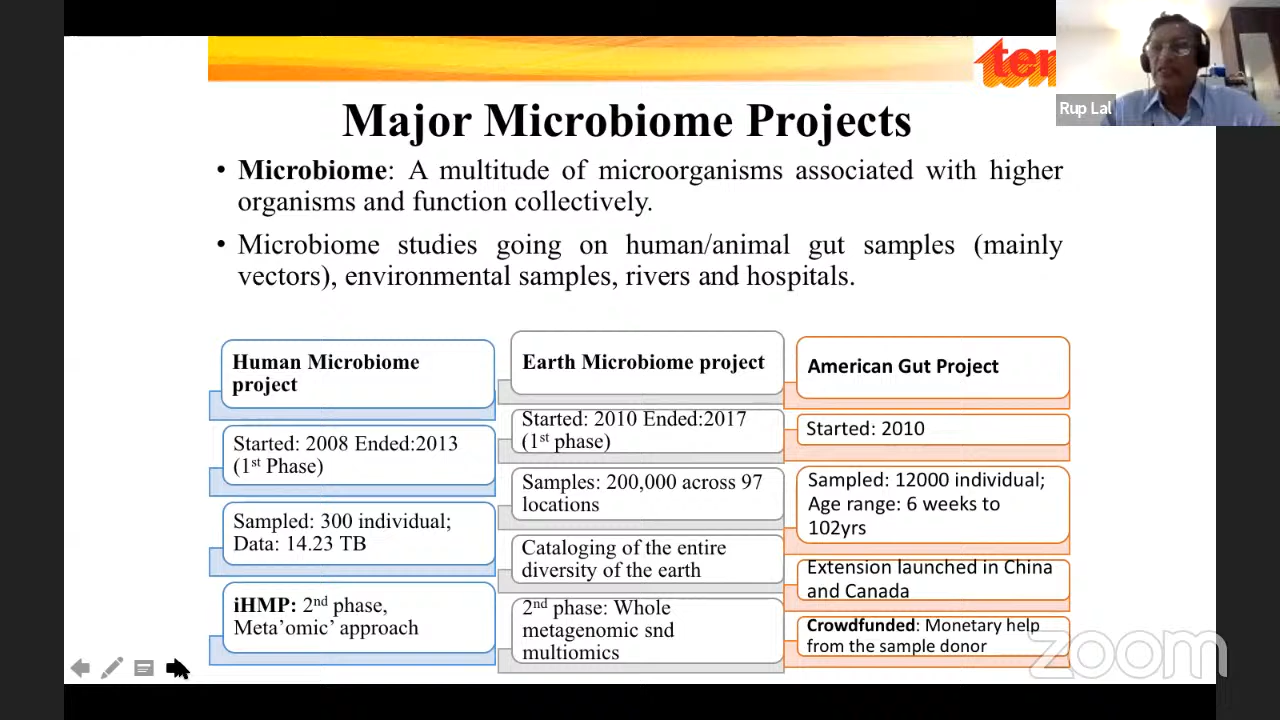 ter
Rup Lal
Major Microbiome Projects
• Microbiome: A multitude of microorganisms associated with higher
organisms and function collectively.
• Microbiome studies going on human/animal gut samples (mainly
vectors), environmental samples, rivers and hospitals.
Human Microbiome
project
Started: 2008 Ended:2013
(1st Phase)
Sampled: 300 individual;
Data: 14.23 TB
iHMP: 2nd phase,
Meta’omic’ approach
Earth Microbiome project
Started: 2010 Ended:2017
(1st phase)
Samples: 200,000 across 97
locations
Cataloging of the entire
diversity of the earth
2nd phase: Whole
metagenomic snd
multiomics
American Gut Project
Started: 2010
Sampled: 12000 individual;
Age range: 6 weeks to
102yrs
Extension launched in China
and Canada
Crowdfunded: Monetary help
from the sample donor
zoom